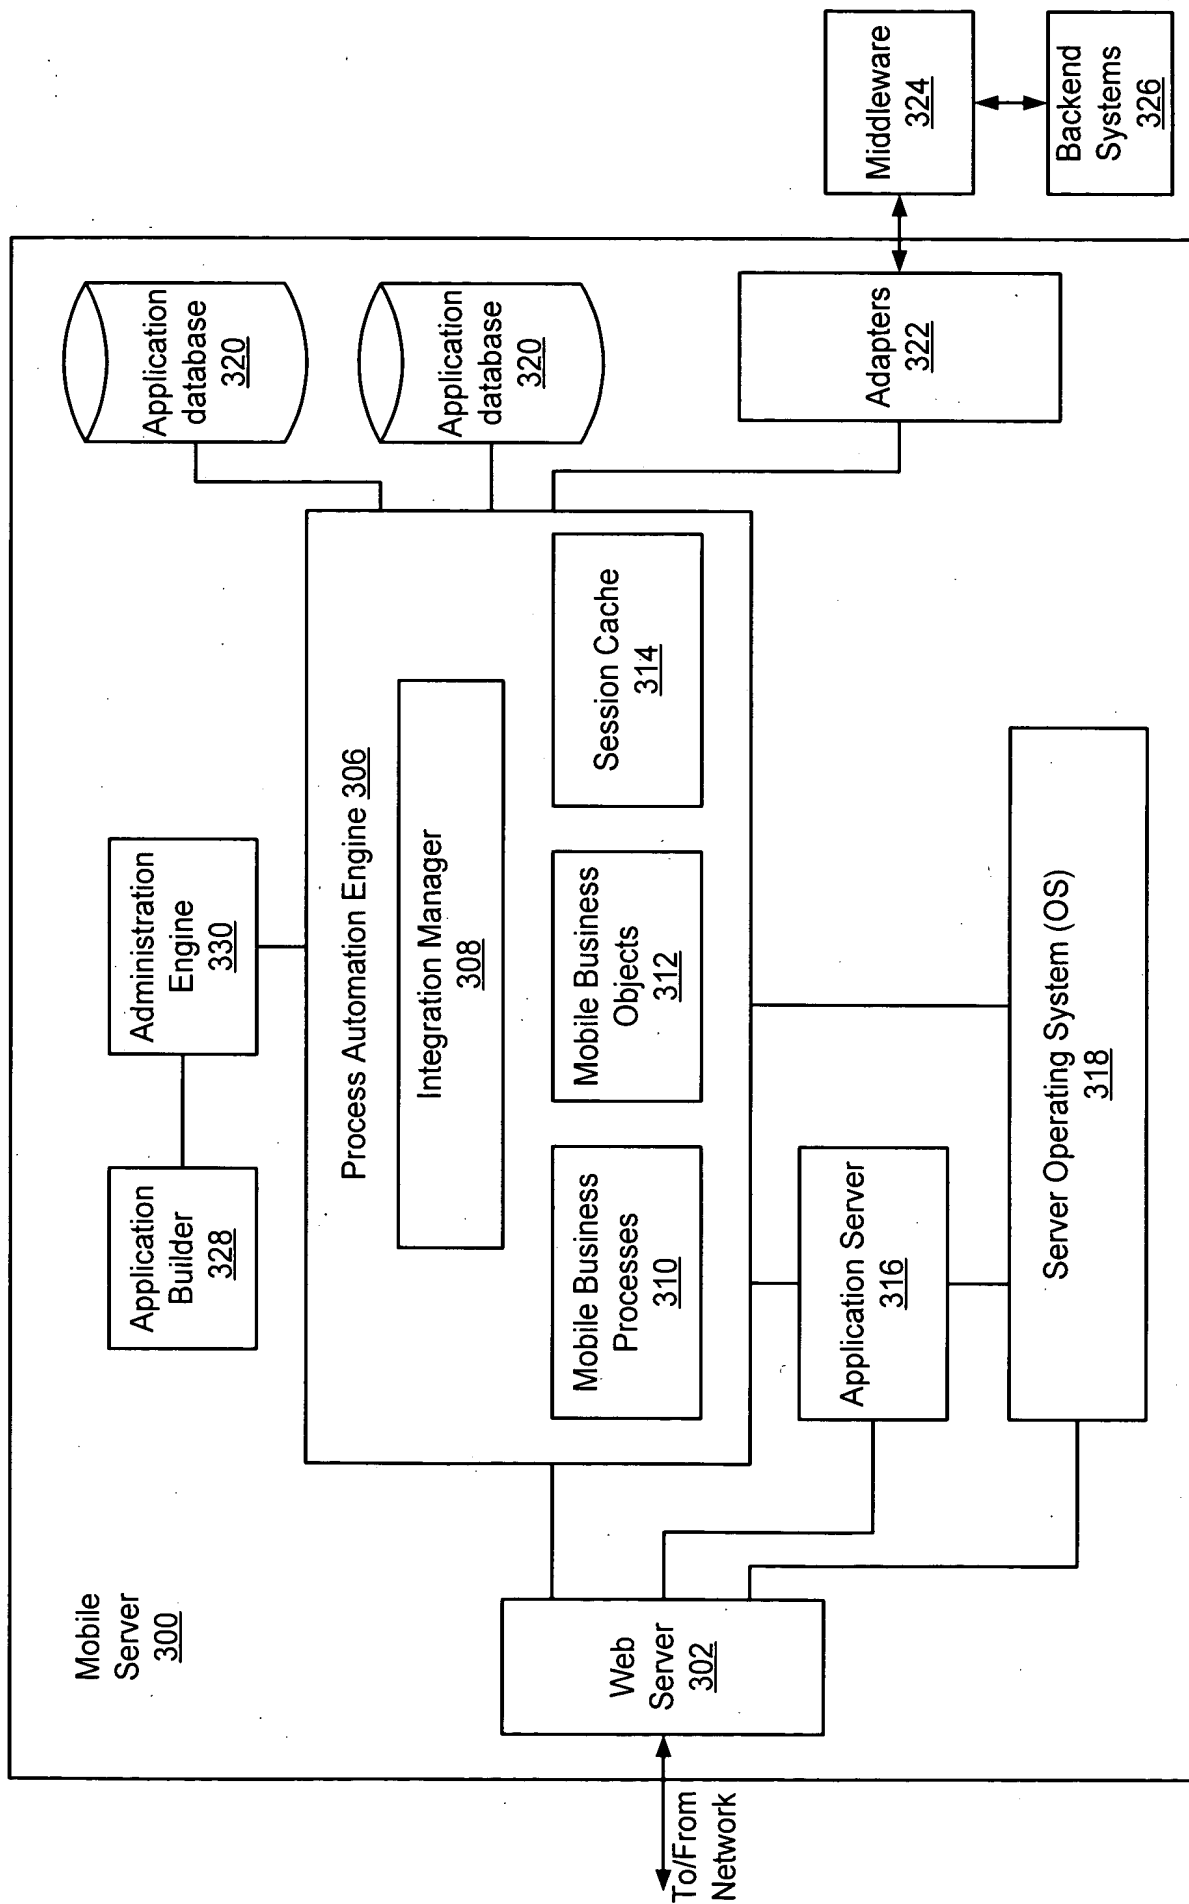 Mobile
Server
300
Application
Builder
328
Administration
Engine
330
Application
database
320
Application
database
320
Process Automation Engine 306
Integration Manager
308
Mobile Business
Processes
310
Mobile Business
Objects
312
Session Cache
314
Web
Server
302
To/From
Network
Application Server
316
Server Operating System (OS)
318
Adapters
322
Middleware
324
Backend
Systems
326